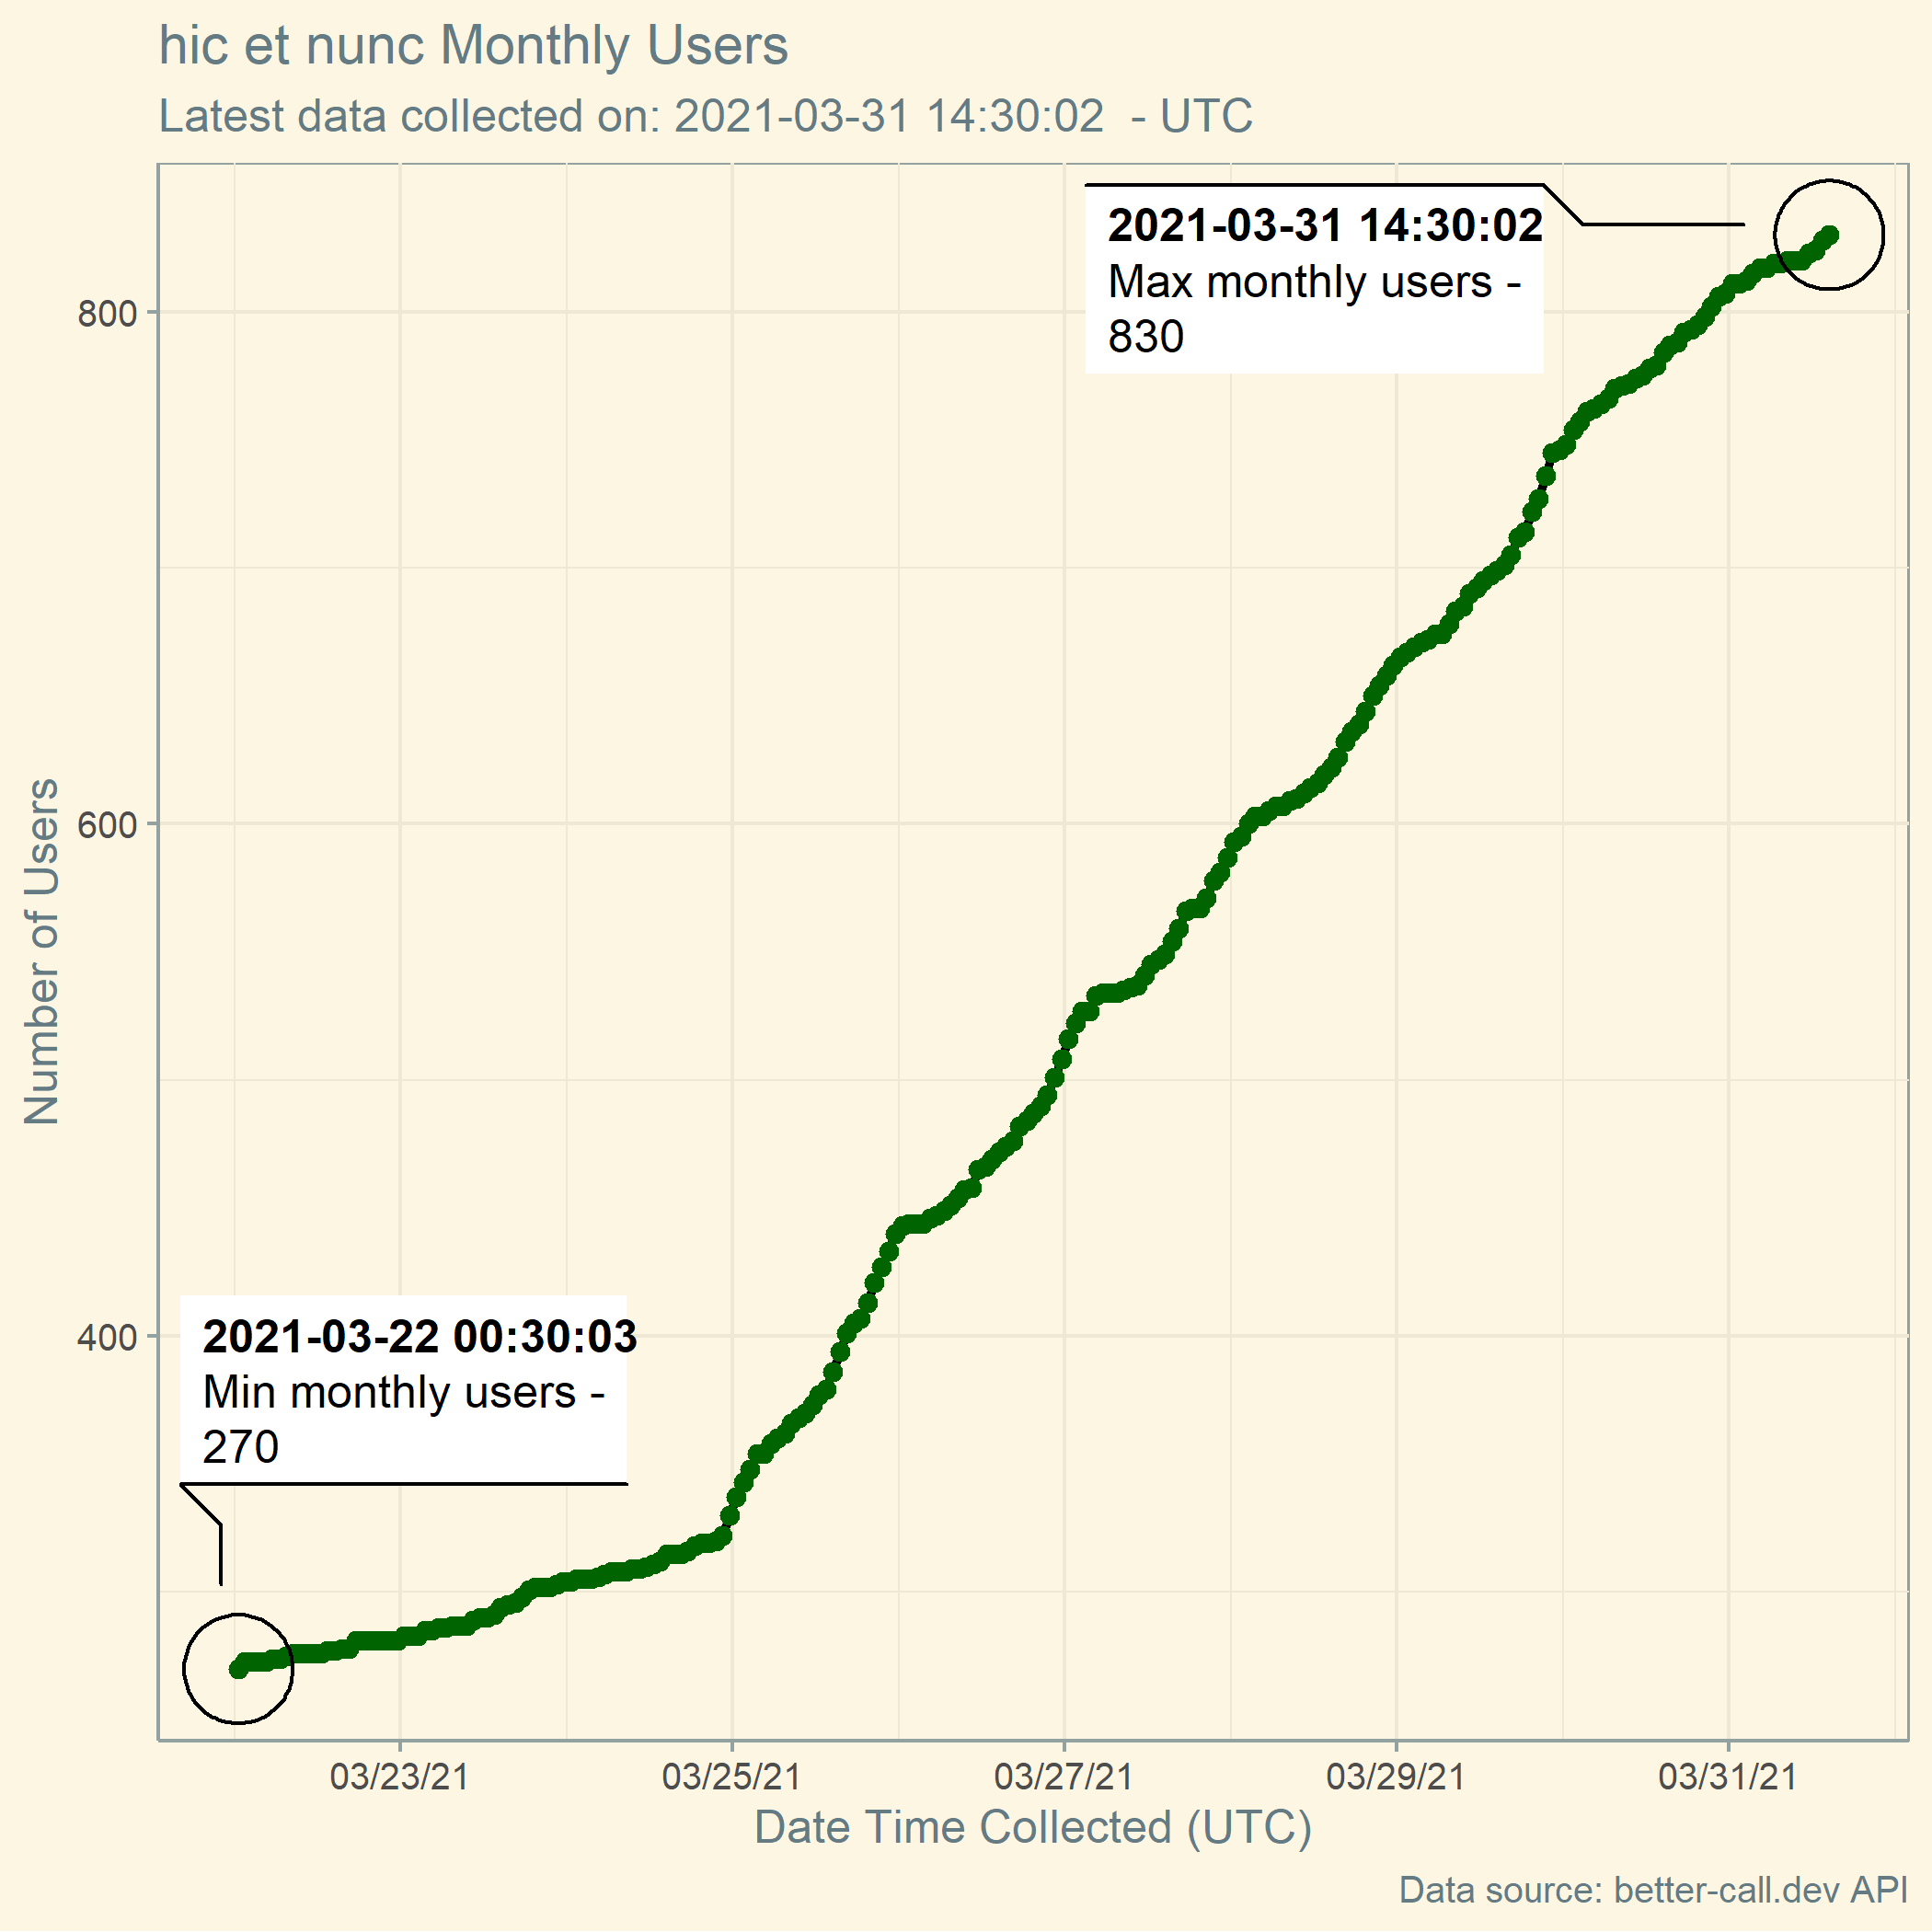 hic et nunc Monthly Users
Latest data collected on: 2021-03-31 14:30:02  - UTC
2021-03-31 14:30:02
Max monthly users -
830
800
600
400
Number of Users
2021-03-22 00:30:03
Min monthly users -
270
03/23/21
03/25/21
03/27/21
03/29/21
03/31/21
Date Time Collected (UTC)
Data source: better-call.dev API